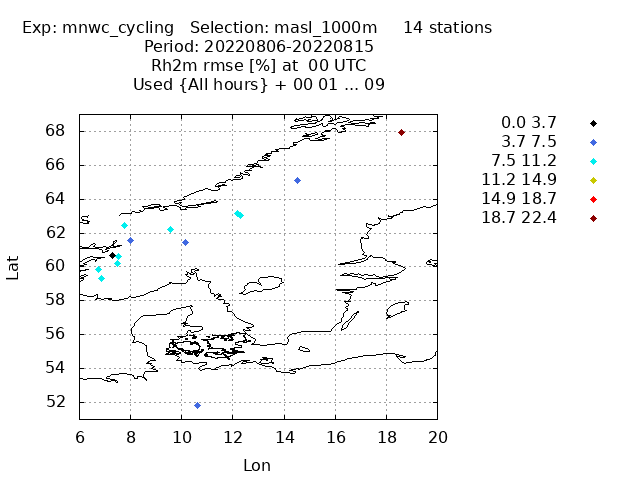 Exp: mnwc_cycling Selection: masl_1000m 14 stations
Period: 20220806-20220815
Rh2m rmse [%] at 00 UTC
Used {All hours} + 00 01 ... 09
0.0 3.7
3.7 7.5
7.5 11.2
11.2 14.9
14.9 18.7
18.7 22.4
68
66
64
62
60
58
56
54
52
Lat
6 8 10 12 14 16 18 20
Lon